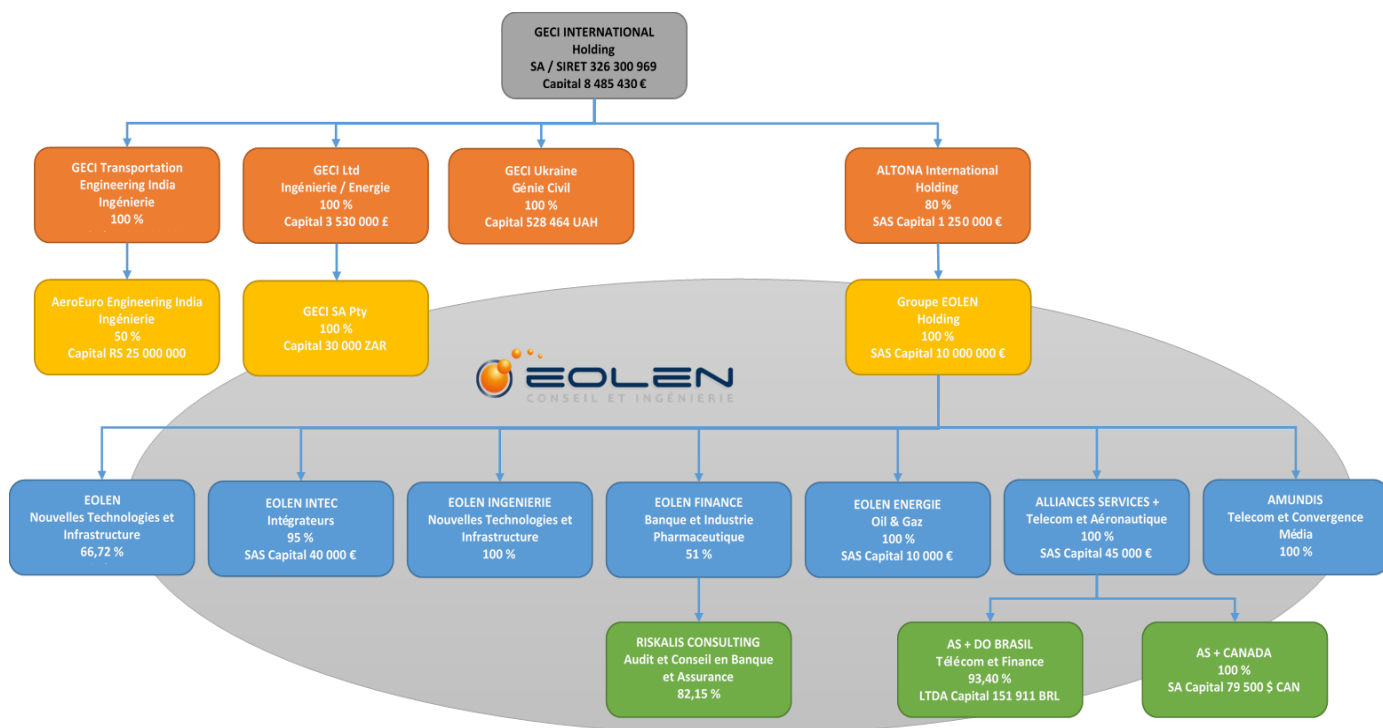 GECI INTERNATIONAL
Holding
SA / SIRET 326 300 969
Capital 8 485 430 €
GECI Transportation
Engineering India
Ingénierie
100 %
GECI Ltd
Ingénierie / Energie
100 %
Capital 3 530 000 £
GECI Ukraine
Génie Civil
100 %
Capital 528 464 UAH
ALTONA International
Holding
80 %
SAS Capital 1 250 000 €
AeroEuro Engineering India
Ingénierie
50 %
Capital RS 25 000 000
GECI SA Pty
100 %
Capital 30 000 ZAR
Groupe EOLEN
Holding
100 %
SAS Capital 10 000 000 €
EOLEN
CONSEIL ET INGÉNIERIE
EOLEN
Nouvelles Technologies et
Infrastructure
66,72 %
EOLEN INTEC
Intégrateurs
95 %
SAS Capital 40 000 €
EOLEN INGENIERIE
Nouvelles Technologies et
Infrastructure
100 %
EOLEN FINANCE
Banque et Industrie
Pharmaceutique
51 %
EOLEN ENERGIE
Oil & Gaz
100 %
SAS Capital 10 000 €
ALLIANCES SERVICES +
Telecom et Aéronautique
100 %
SAS Capital 45 000 €
AMUNDIS
Telecom et Convergence
Média
100 %
RISKALIS CONSULTING
Audit et Conseil en Banque
et Assurance
82,15 %
AS + DO BRASIL
Télécom et Finance
93,40 %
LTDA Capital 151 911 BRL
AS + CANADA
100 %
SA Capital 79 500 $ CAN